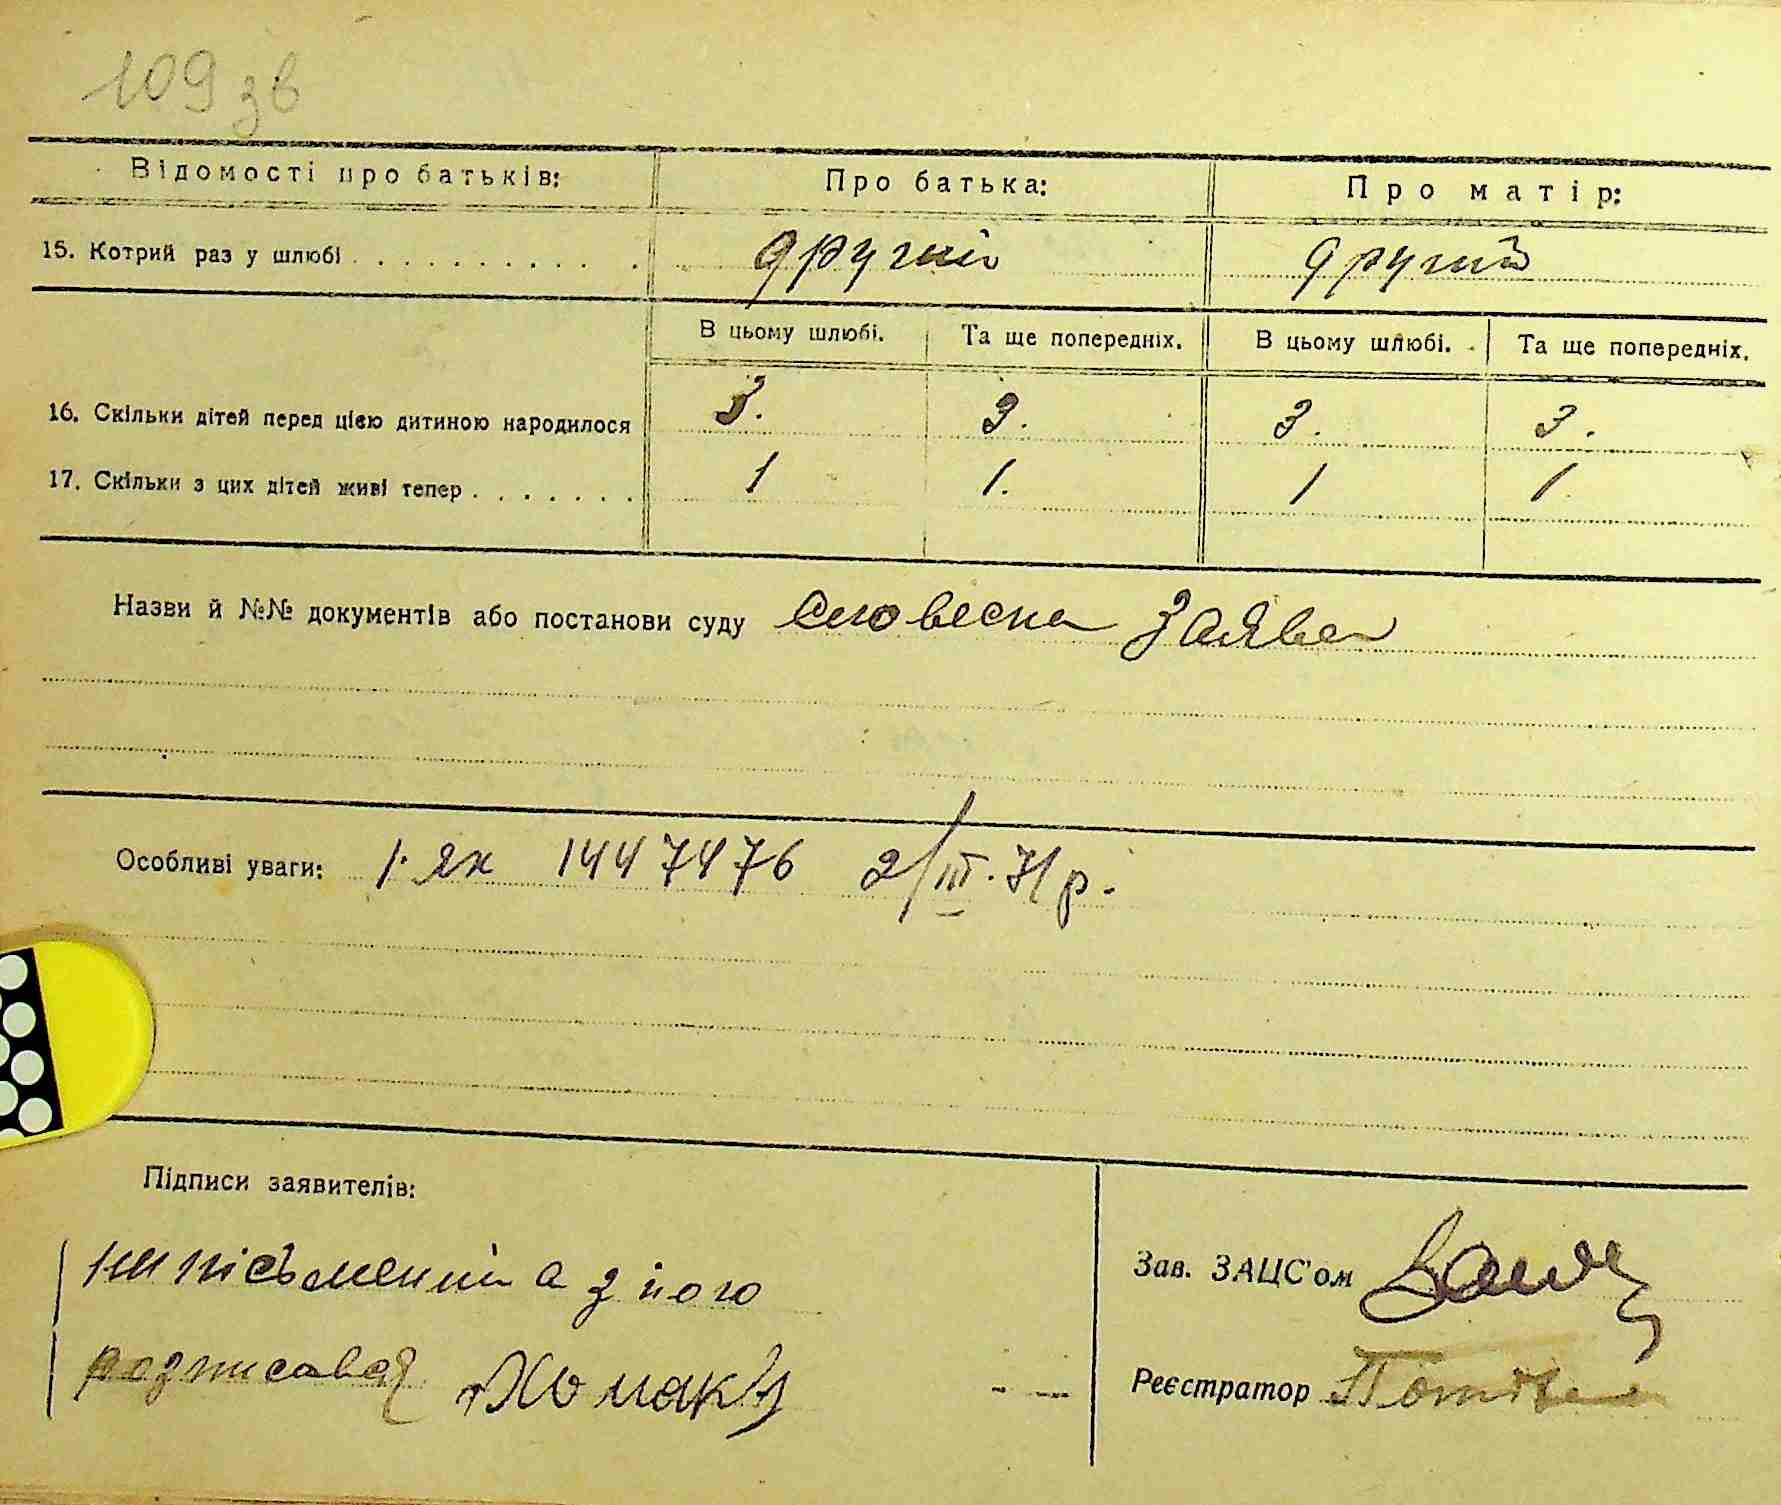 109 зв
Відомості про батьків: Про батька: Про матір:
15. Котрий раз у шлюбі . . . . . . . . . . . другий другий
В цьому шлюбі. Та ще попередніх. В цьому шлюбі. Та ще попередніх.
16. Скільки дітей перед цією дитиною народилося 3. 3. 3. 3.
17. Скільки з цих дітей живі тепер . . . . . . . 1 1. 1 1
Назви й №№ документів або постанови суду словесна заява
Особливі уваги: 1. ЯК 1447476 2/III. 71 р.
Підписи заявителів:
Зав. ЗАЦС'ом
нипісьменний а з його
розписався
Реєстратор